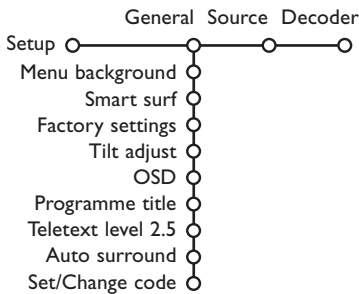 General Source Decoder
Setup
Menu background
Smart surf
Factory settings
Tilt adjust
OSD
Programme title
Teletext level 2.5
Auto surround
Set/Change code